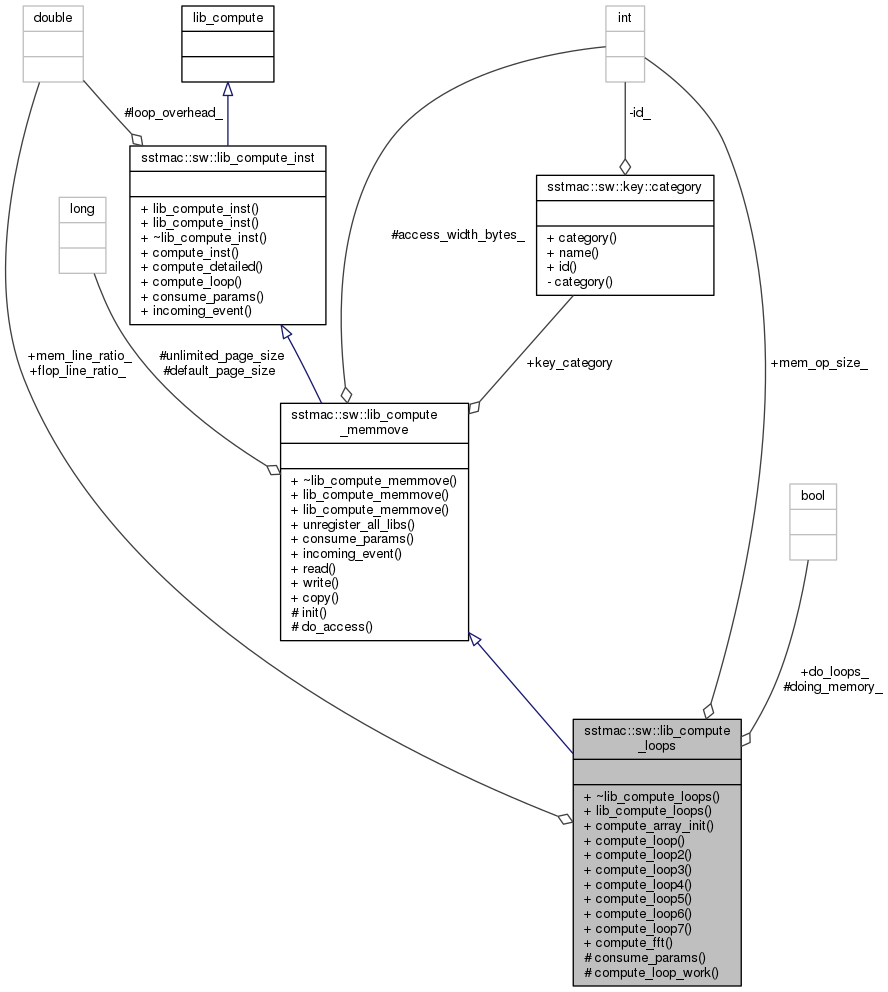 double
lib_compute
int
#loop_overhead_
-id_
sstmac::sw::lib_compute_inst
+ lib_compute_inst()
+ lib_compute_inst()
+ ~lib_compute_inst()
+ compute_inst()
+ compute_detailed()
+ compute_loop()
+ consume_params()
+ incoming_event()
sstmac::sw::key::category
+ category()
+ name()
+ id()
- category()
long
#access_width_bytes_
+mem_line_ratio_
+flop_line_ratio_
#unlimited_page_size
#default_page_size
+key_category
+mem_op_size_
sstmac::sw::lib_compute
_memmove
+ ~lib_compute_memmove()
+ lib_compute_memmove()
+ lib_compute_memmove()
+ unregister_all_libs()
+ consume_params()
+ incoming_event()
+ read()
+ write()
+ copy()
# init()
# do_access()
bool
+do_loops_
#doing_memory_
sstmac::sw::lib_compute
_loops
+ ~lib_compute_loops()
+ lib_compute_loops()
+ compute_array_init()
+ compute_loop()
+ compute_loop2()
+ compute_loop3()
+ compute_loop4()
+ compute_loop5()
+ compute_loop6()
+ compute_loop7()
+ compute_fft()
# consume_params()
# compute_loop_work()